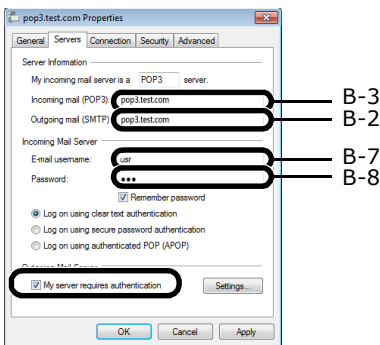 pop3.test.com Properties
General Servers Connection Security Advanced
Server Information
My incoming mail server is a POP3 server.
Incoming mail (POP3): pop3.test.com B-3
Outgoing mail (SMTP) pop3.test.com B-2
Incoming Mail Server
E-mail username: usr B-7
Password: ●●● B-8
Remember password
Log on using clear text authentication
Log on using secure password authentication
Log on using authenticated POP (APOP)
Outgoing Mail Server
My server requires authentication Settings...
OK Cancel Apply